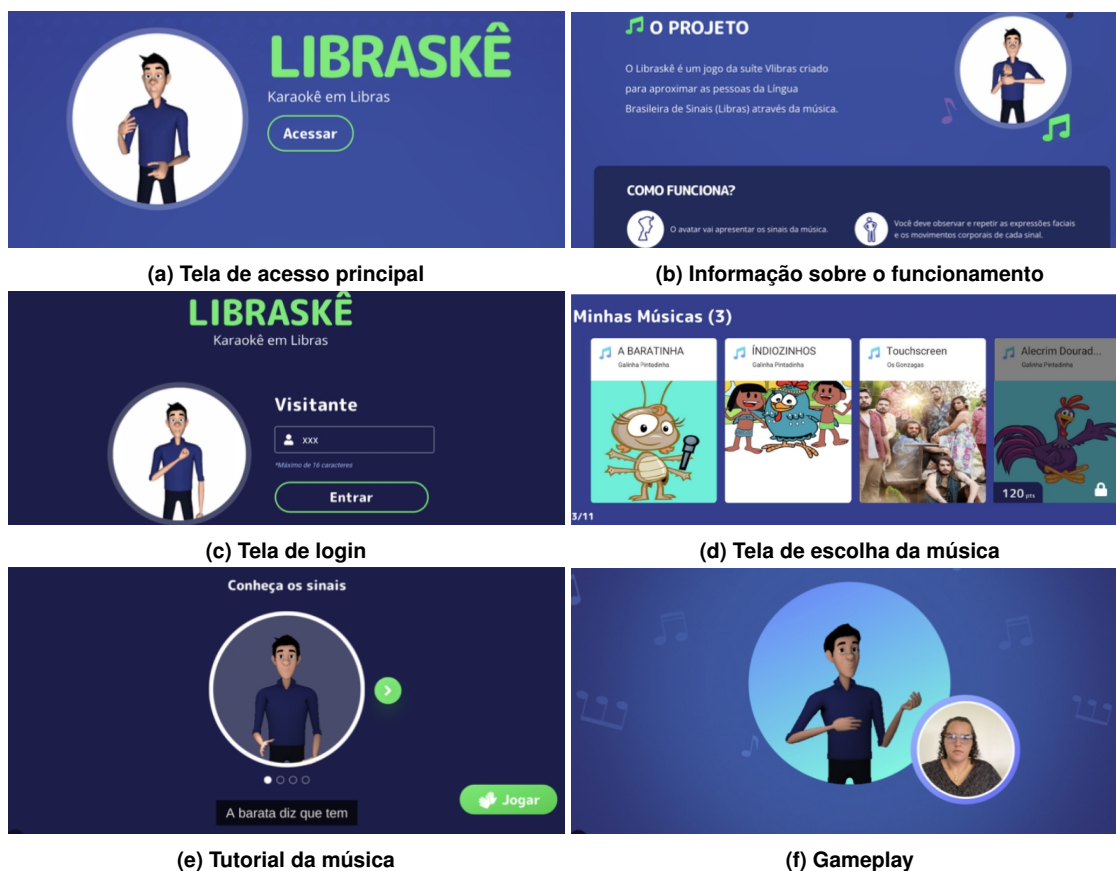 LIBRASKÊ
Karaokê em Libras
Acessar
O PROJETO
O Libraskê é um jogo da suíte Vlibras criado
para aproximar as pessoas da Língua
Brasileira de Sinais (Libras) através da música.
COMO FUNCIONA?
O avatar vai apresentar os sinais da música.
Você deve observar e repetir as expressões faciais
e os movimentos corporais de cada sinal.
(a) Tela de acesso principal
(b) Informação sobre o funcionamento
LIBRASKÊ
Karaokê em Libras
Visitante
xxx
*Máximo de 16 caracteres
Entrar
Minhas Músicas (3)
A BARATINHA
Galinha Pintadinha
ÍNDIOZINHOS
Galinha Pintadinha
Touchscreen
Os Gonzagas
Alecrim Dourad...
Galinha Pintadinha
120 pts
3/11
(c) Tela de login
(d) Tela de escolha da música
Conheça os sinais
A barata diz que tem
Jogar
(e) Tutorial da música
(f) Gameplay